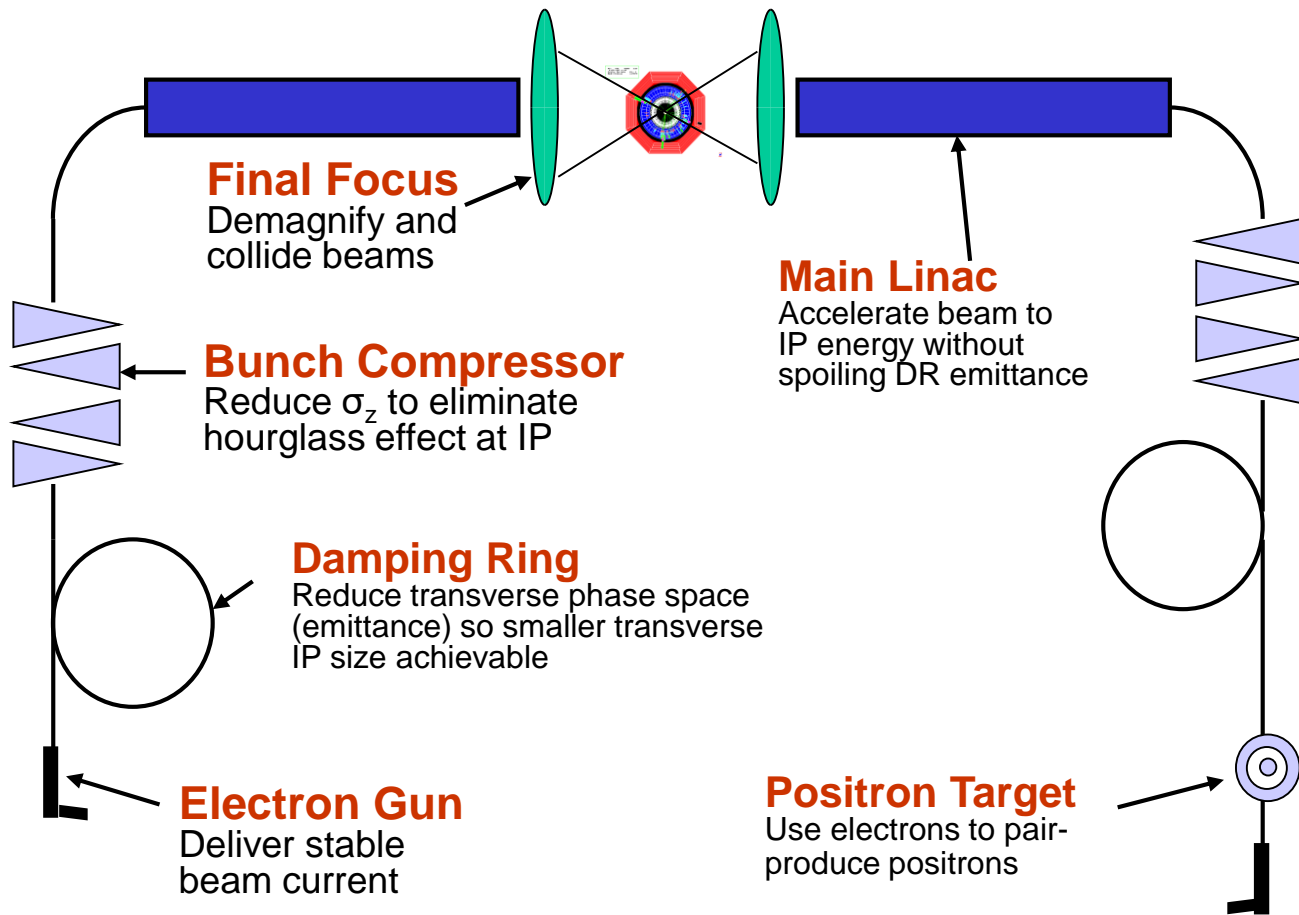 Final Focus
Demagnify and
collide beams
Main Linac
Accelerate beam to
IP energy without
spoiling DR emittance
Bunch Compressor
Reduce σz to eliminate
hourglass effect at IP
Damping Ring
Reduce transverse phase space
(emittance) so smaller transverse
IP size achievable
Electron Gun
Deliver stable
beam current
Positron Target
Use electrons to pair-
produce positrons